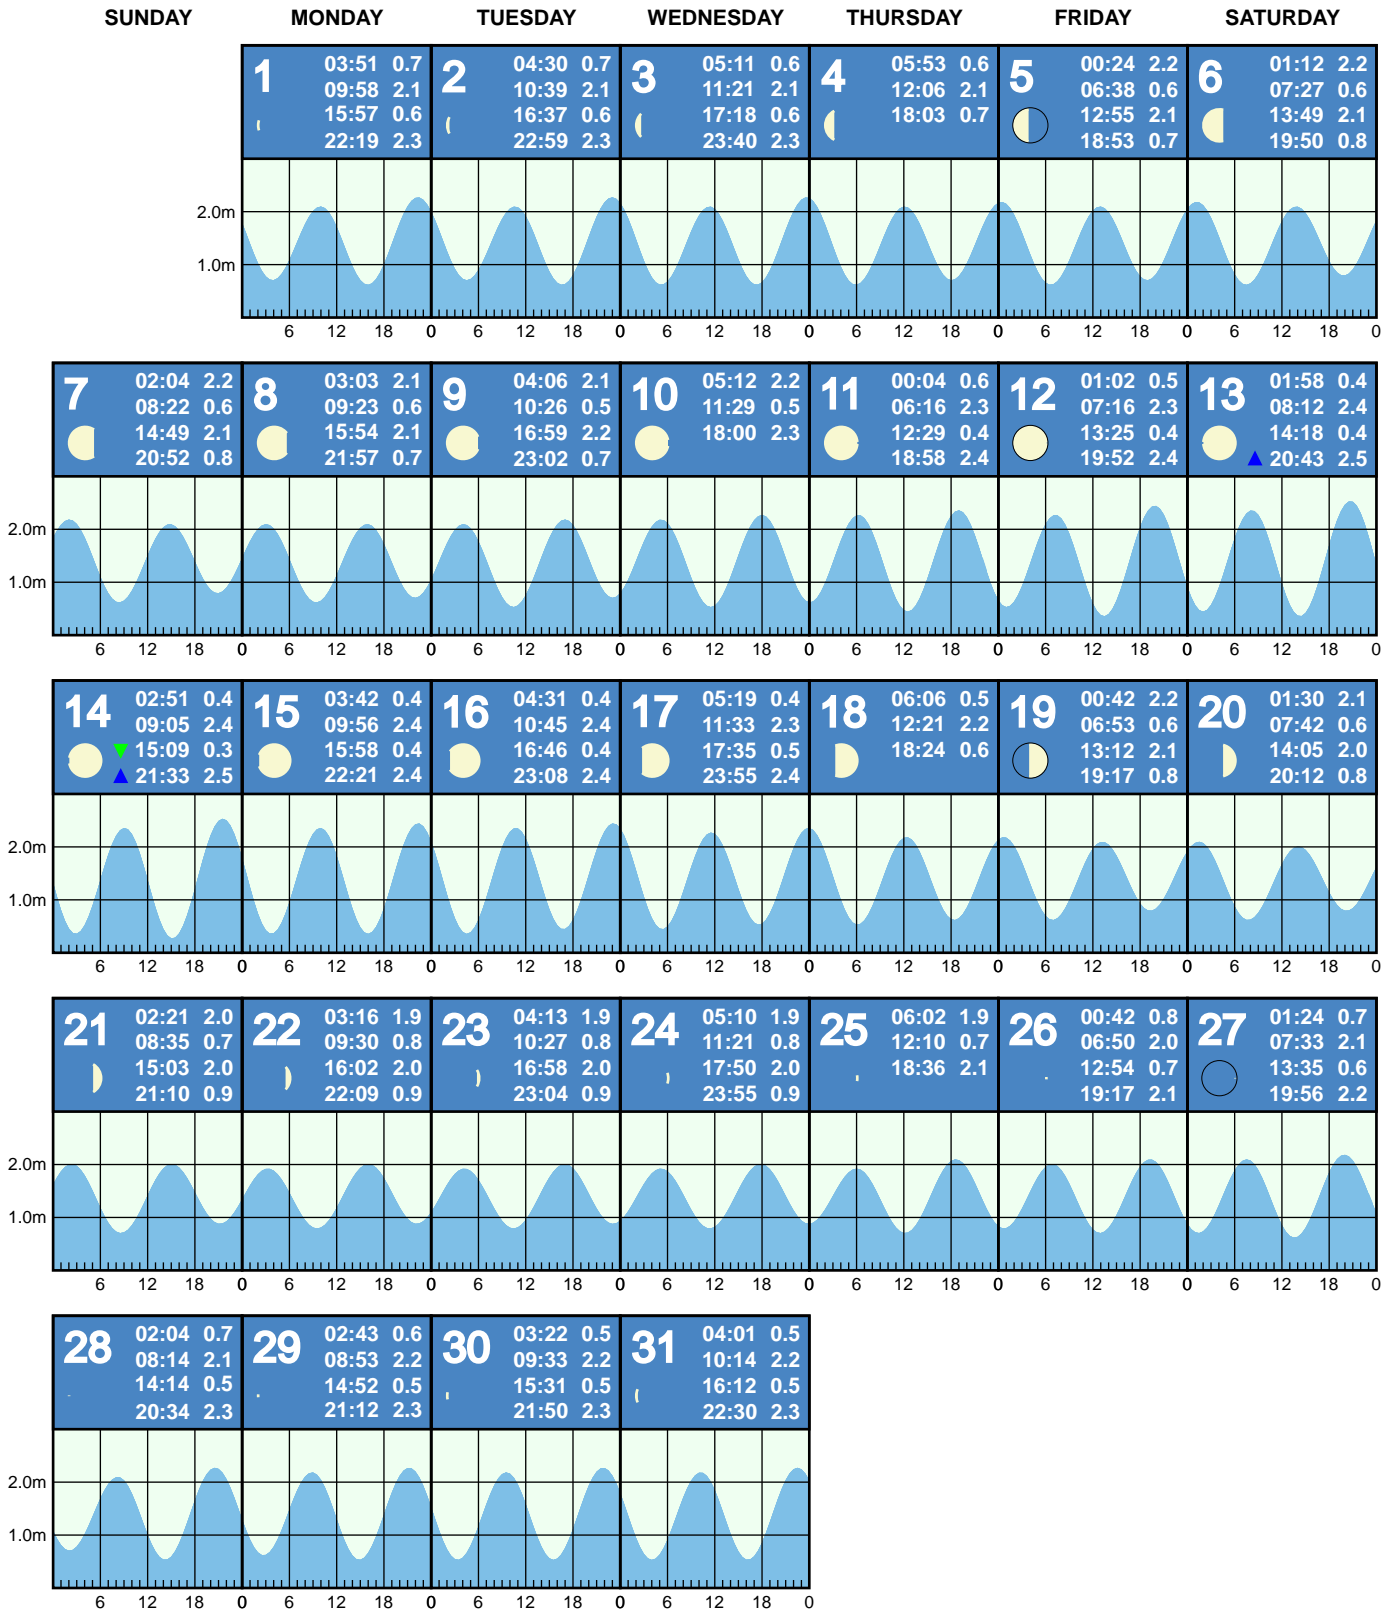 SUNDAY MONDAY TUESDAY WEDNESDAY THURSDAY FRIDAY SATURDAY
1 03:51 0.7
09:58 2.1
15:57 0.6
22:19 2.3
2 04:30 0.7
10:39 2.1
16:37 0.6
22:59 2.3
3 05:11 0.6
11:21 2.1
17:18 0.6
23:40 2.3
4 05:53 0.6
12:06 2.1
18:03 0.7
5 00:24 2.2
06:38 0.6
12:55 2.1
18:53 0.7
6 01:12 2.2
07:27 0.6
13:49 2.1
19:50 0.8
2.0m
1.0m
6 12 18 0 6 12 18 0 6 12 18 0 6 12 18 0 6 12 18 0 6 12 18 0
7 02:04 2.2
08:22 0.6
14:49 2.1
20:52 0.8
8 03:03 2.1
09:23 0.6
15:54 2.1
21:57 0.7
9 04:06 2.1
10:26 0.5
16:59 2.2
23:02 0.7
10 05:12 2.2
11:29 0.5
18:00 2.3
11 00:04 0.6
06:16 2.3
12:29 0.4
18:58 2.4
12 01:02 0.5
07:16 2.3
13:25 0.4
19:52 2.4
13 01:58 0.4
08:12 2.4
14:18 0.4
20:43 2.5
2.0m
1.0m
6 12 18 0 6 12 18 0 6 12 18 0 6 12 18 0 6 12 18 0 6 12 18 0 6 12 18 0
14 02:51 0.4
09:05 2.4
15:09 0.3
21:33 2.5
15 03:42 0.4
09:56 2.4
15:58 0.4
22:21 2.4
16 04:31 0.4
10:45 2.4
16:46 0.4
23:08 2.4
17 05:19 0.4
11:33 2.3
17:35 0.5
23:55 2.4
18 06:06 0.5
12:21 2.2
18:24 0.6
19 00:42 2.2
06:53 0.6
13:12 2.1
19:17 0.8
20 01:30 2.1
07:42 0.6
14:05 2.0
20:12 0.8
2.0m
1.0m
6 12 18 0 6 12 18 0 6 12 18 0 6 12 18 0 6 12 18 0 6 12 18 0 6 12 18 0
21 02:21 2.0
08:35 0.7
15:03 2.0
21:10 0.9
22 03:16 1.9
09:30 0.8
16:02 2.0
22:09 0.9
23 04:13 1.9
10:27 0.8
16:58 2.0
23:04 0.9
24 05:10 1.9
11:21 0.8
17:50 2.0
23:55 0.9
25 06:02 1.9
12:10 0.7
18:36 2.1
26 00:42 0.8
06:50 2.0
12:54 0.7
19:17 2.1
27 01:24 0.7
07:33 2.1
13:35 0.6
19:56 2.2
2.0m
1.0m
6 12 18 0 6 12 18 0 6 12 18 0 6 12 18 0 6 12 18 0 6 12 18 0 6 12 18 0
28 02:04 0.7
08:14 2.1
14:14 0.5
20:34 2.3
29 02:43 0.6
08:53 2.2
14:52 0.5
21:12 2.3
30 03:22 0.5
09:33 2.2
15:31 0.5
21:50 2.3
31 04:01 0.5
10:14 2.2
16:12 0.5
22:30 2.3
2.0m
1.0m
6 12 18 0 6 12 18 0 6 12 18 0 6 12 18 0